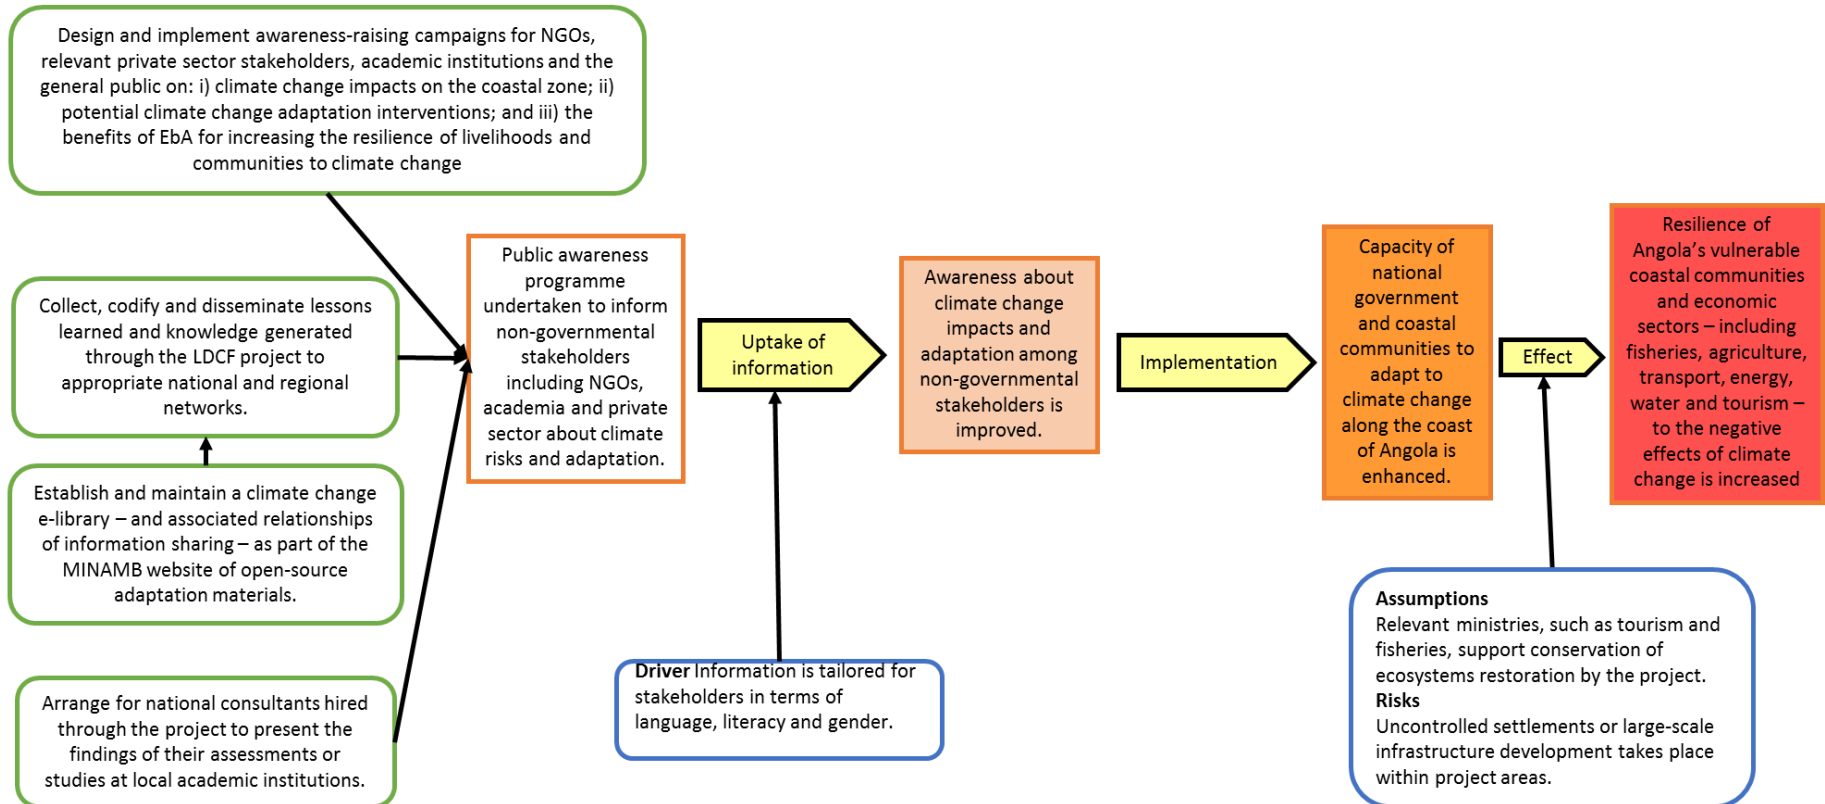 Design and implement awareness-raising campaigns for NGOs,
relevant private sector stakeholders, academic institutions and the
general public on: i) climate change impacts on the coastal zone; ii)
potential climate change adaptation interventions; and iii) the
benefits of EbA for increasing the resilience of livelihoods and
communities to climate change
Collect, codify and disseminate lessons
learned and knowledge generated
through the LDCF project to
appropriate national and regional
networks.
Establish and maintain a climate change
e-library – and associated relationships
of information sharing – as part of the
MINAMB website of open-source
adaptation materials.
Arrange for national consultants hired
through the project to present the
findings of their assessments or
studies at local academic institutions.
Public awareness
programme
undertaken to inform
non-governmental
stakeholders
including NGOs,
academia and private
sector about climate
risks and adaptation.
Uptake of
information
Driver Information is tailored for
stakeholders in terms of
language, literacy and gender.
Awareness about
climate change
impacts and
adaptation among
non-governmental
stakeholders is
improved.
Implementation
Capacity of
national
government
and coastal
communities to
adapt to
climate change
along the coast
of Angola is
enhanced.
Effect
Assumptions
Relevant ministries, such as tourism and
fisheries, support conservation of
ecosystems restoration by the project.
Risks
Uncontrolled settlements or large-scale
infrastructure development takes place
within project areas.
Resilience of
Angola’s vulnerable
coastal communities
and economic
sectors – including
fisheries, agriculture,
transport, energy,
water and tourism –
to the negative
effects of climate
change is increased